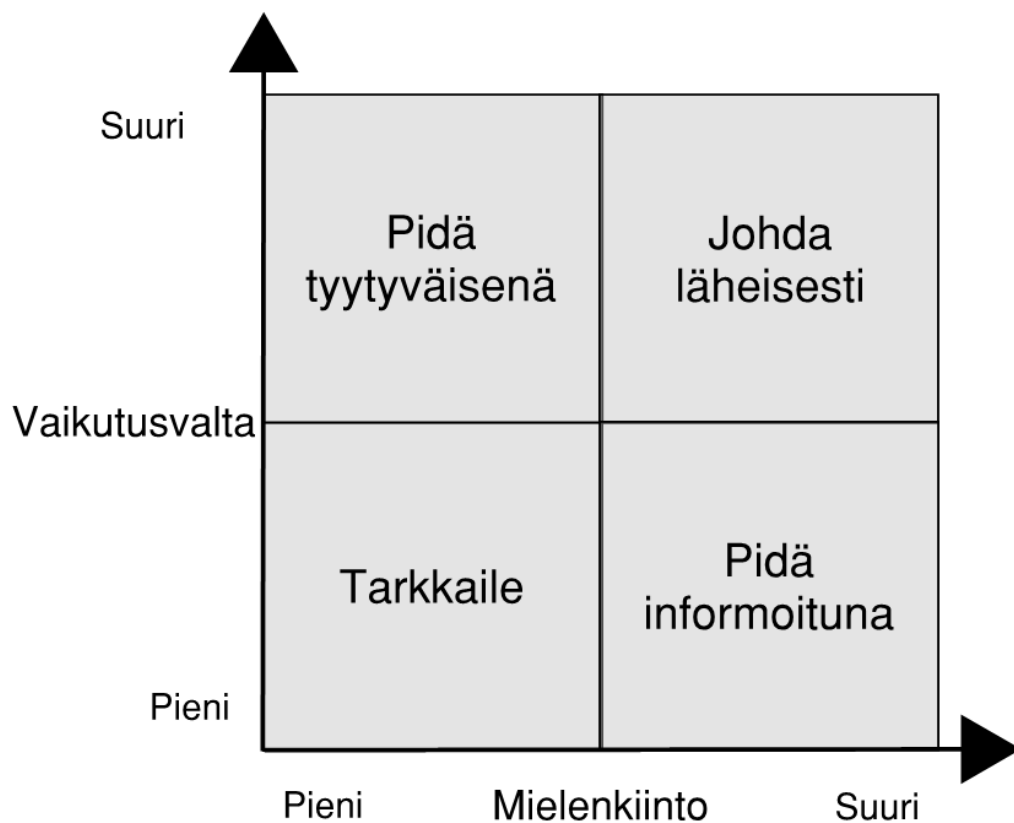 Suuri
Pidä
tyytyväisenä
Johda
läheisesti
Vaikutusvalta
Tarkkaile
Pidä
informoituna
Pieni
Pieni
Mielenkiinto
Suuri